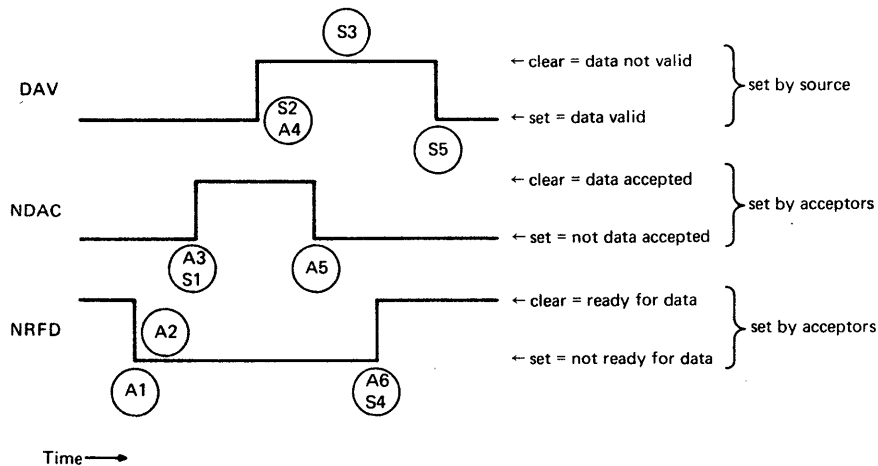 S3
DAV
← clear = data not valid
S2
A4
← set = data valid
set by source
S5
NDAC
← clear = data accepted
A3
S1
A5
← set = not data accepted
set by acceptors
NRFD
← clear = ready for data
A2
← set = not ready for data
set by acceptors
A1
A6
S4
Time →